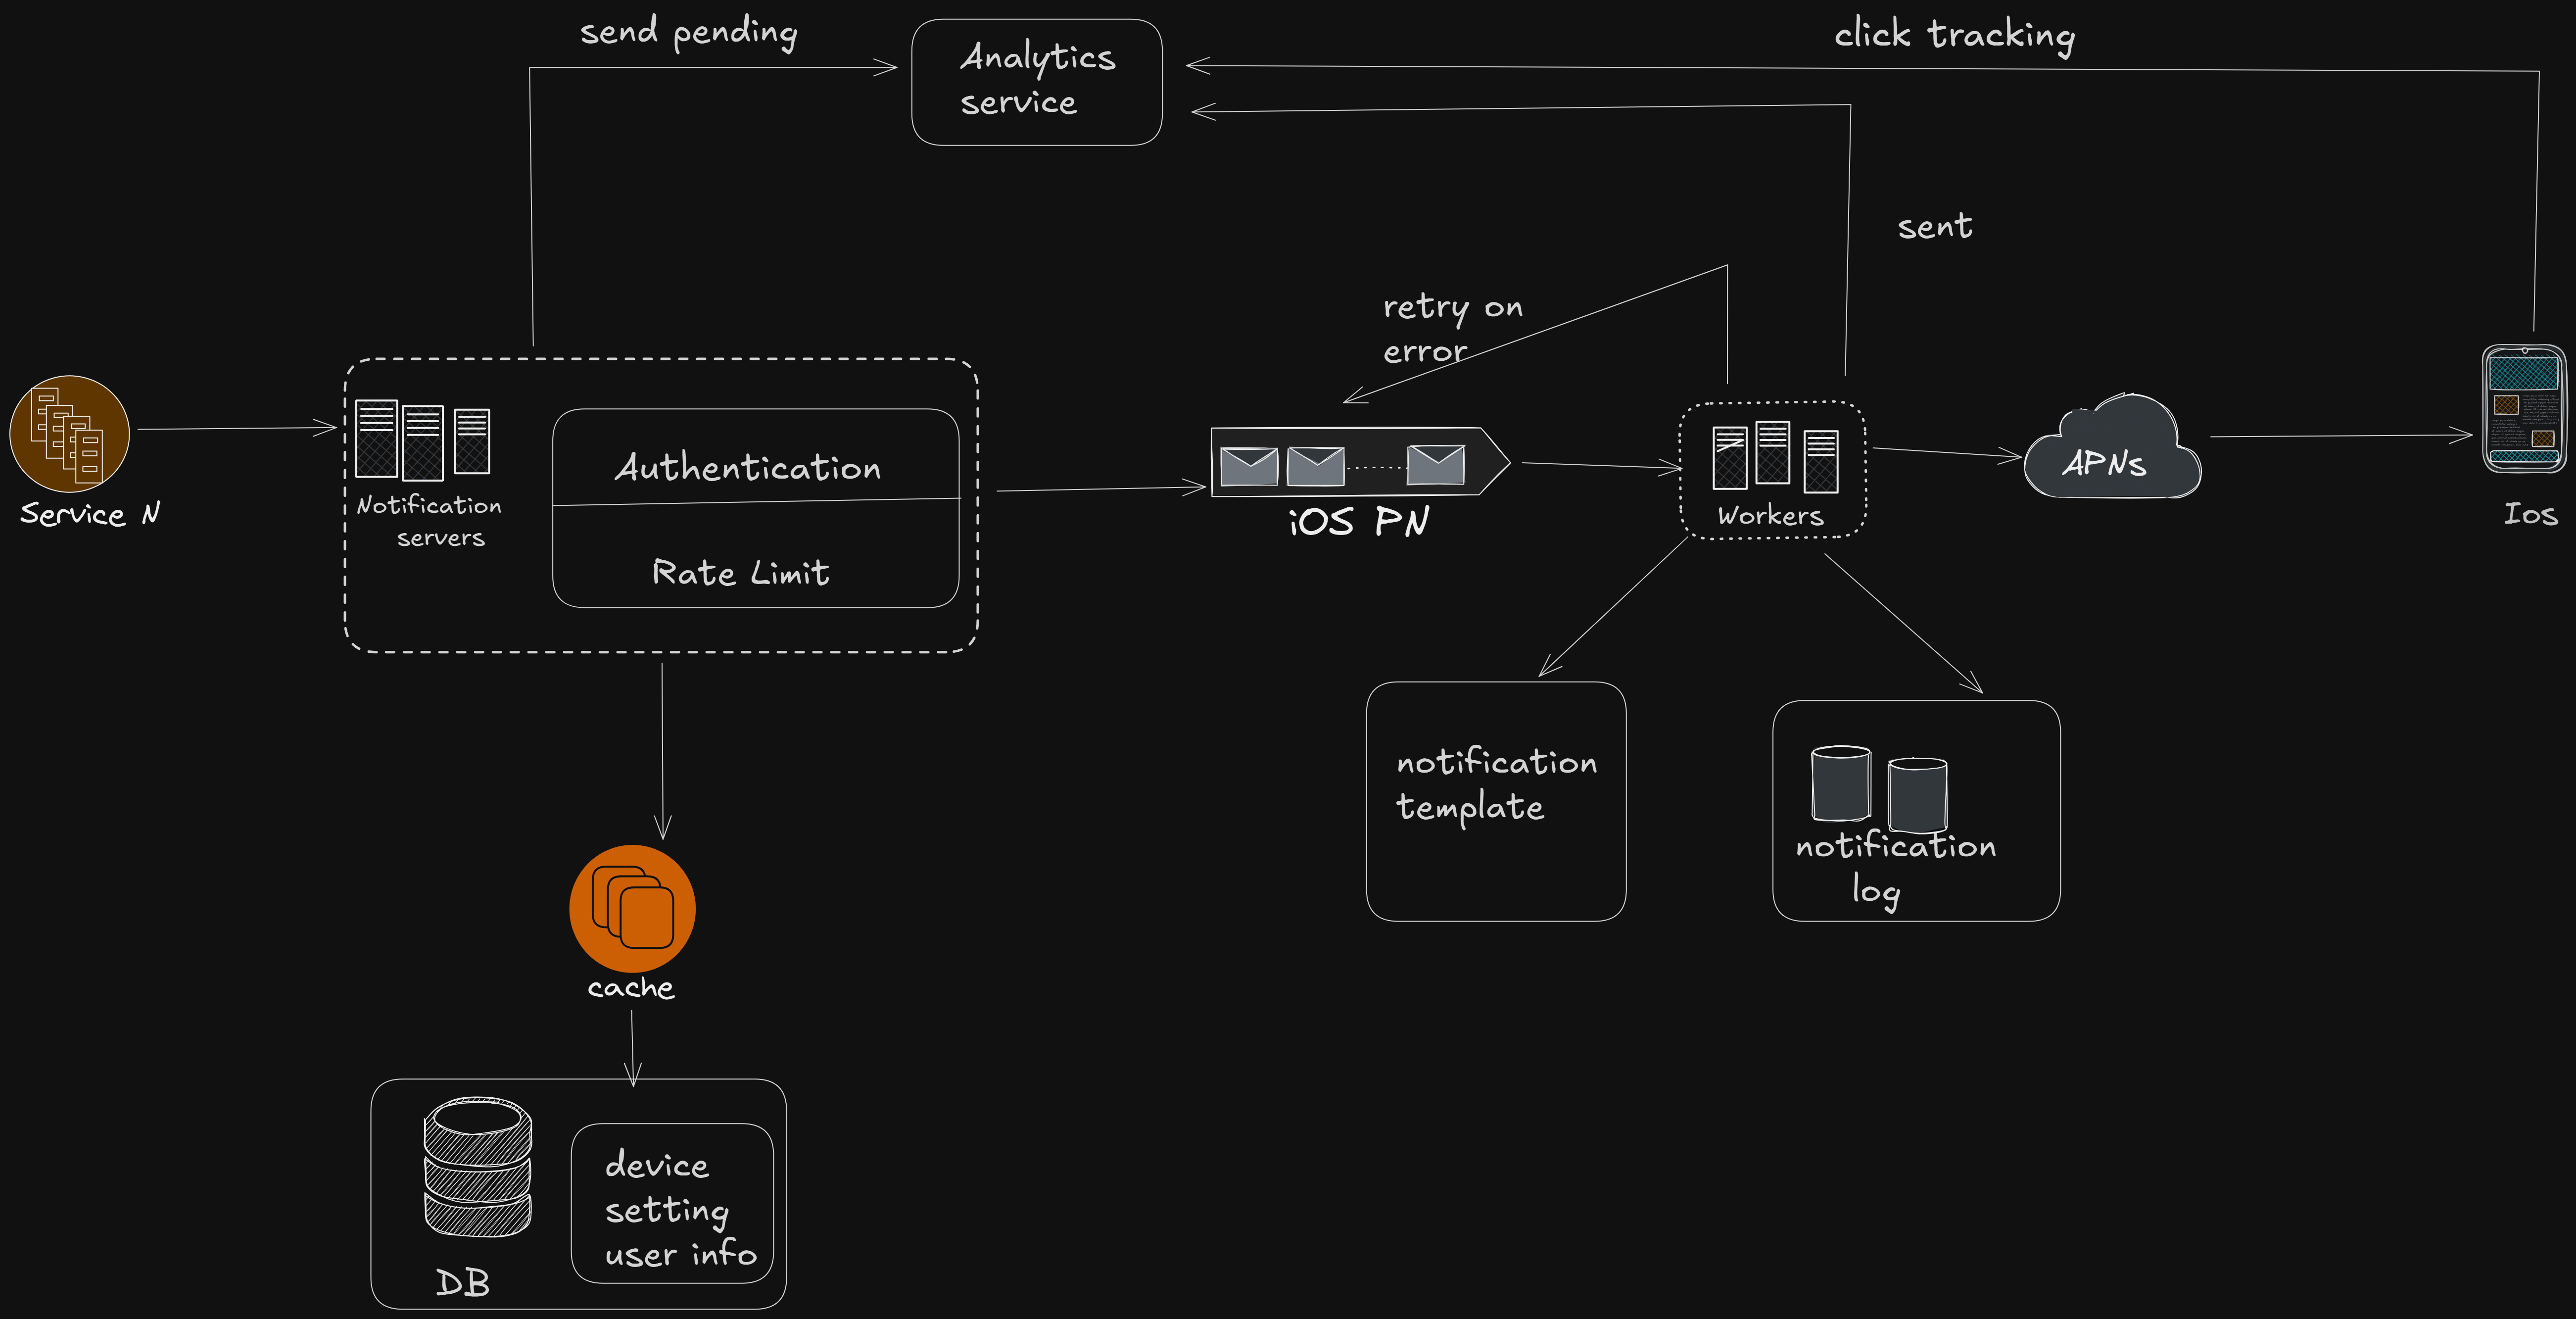 send pending
Analytics
service
click tracking
sent
retry on
error
Service N
Notification
servers
Authentication
Rate Limit
iOS PN
Workers
APNs
Ios
notification
template
notification
log
cache
DB
device
setting
user info